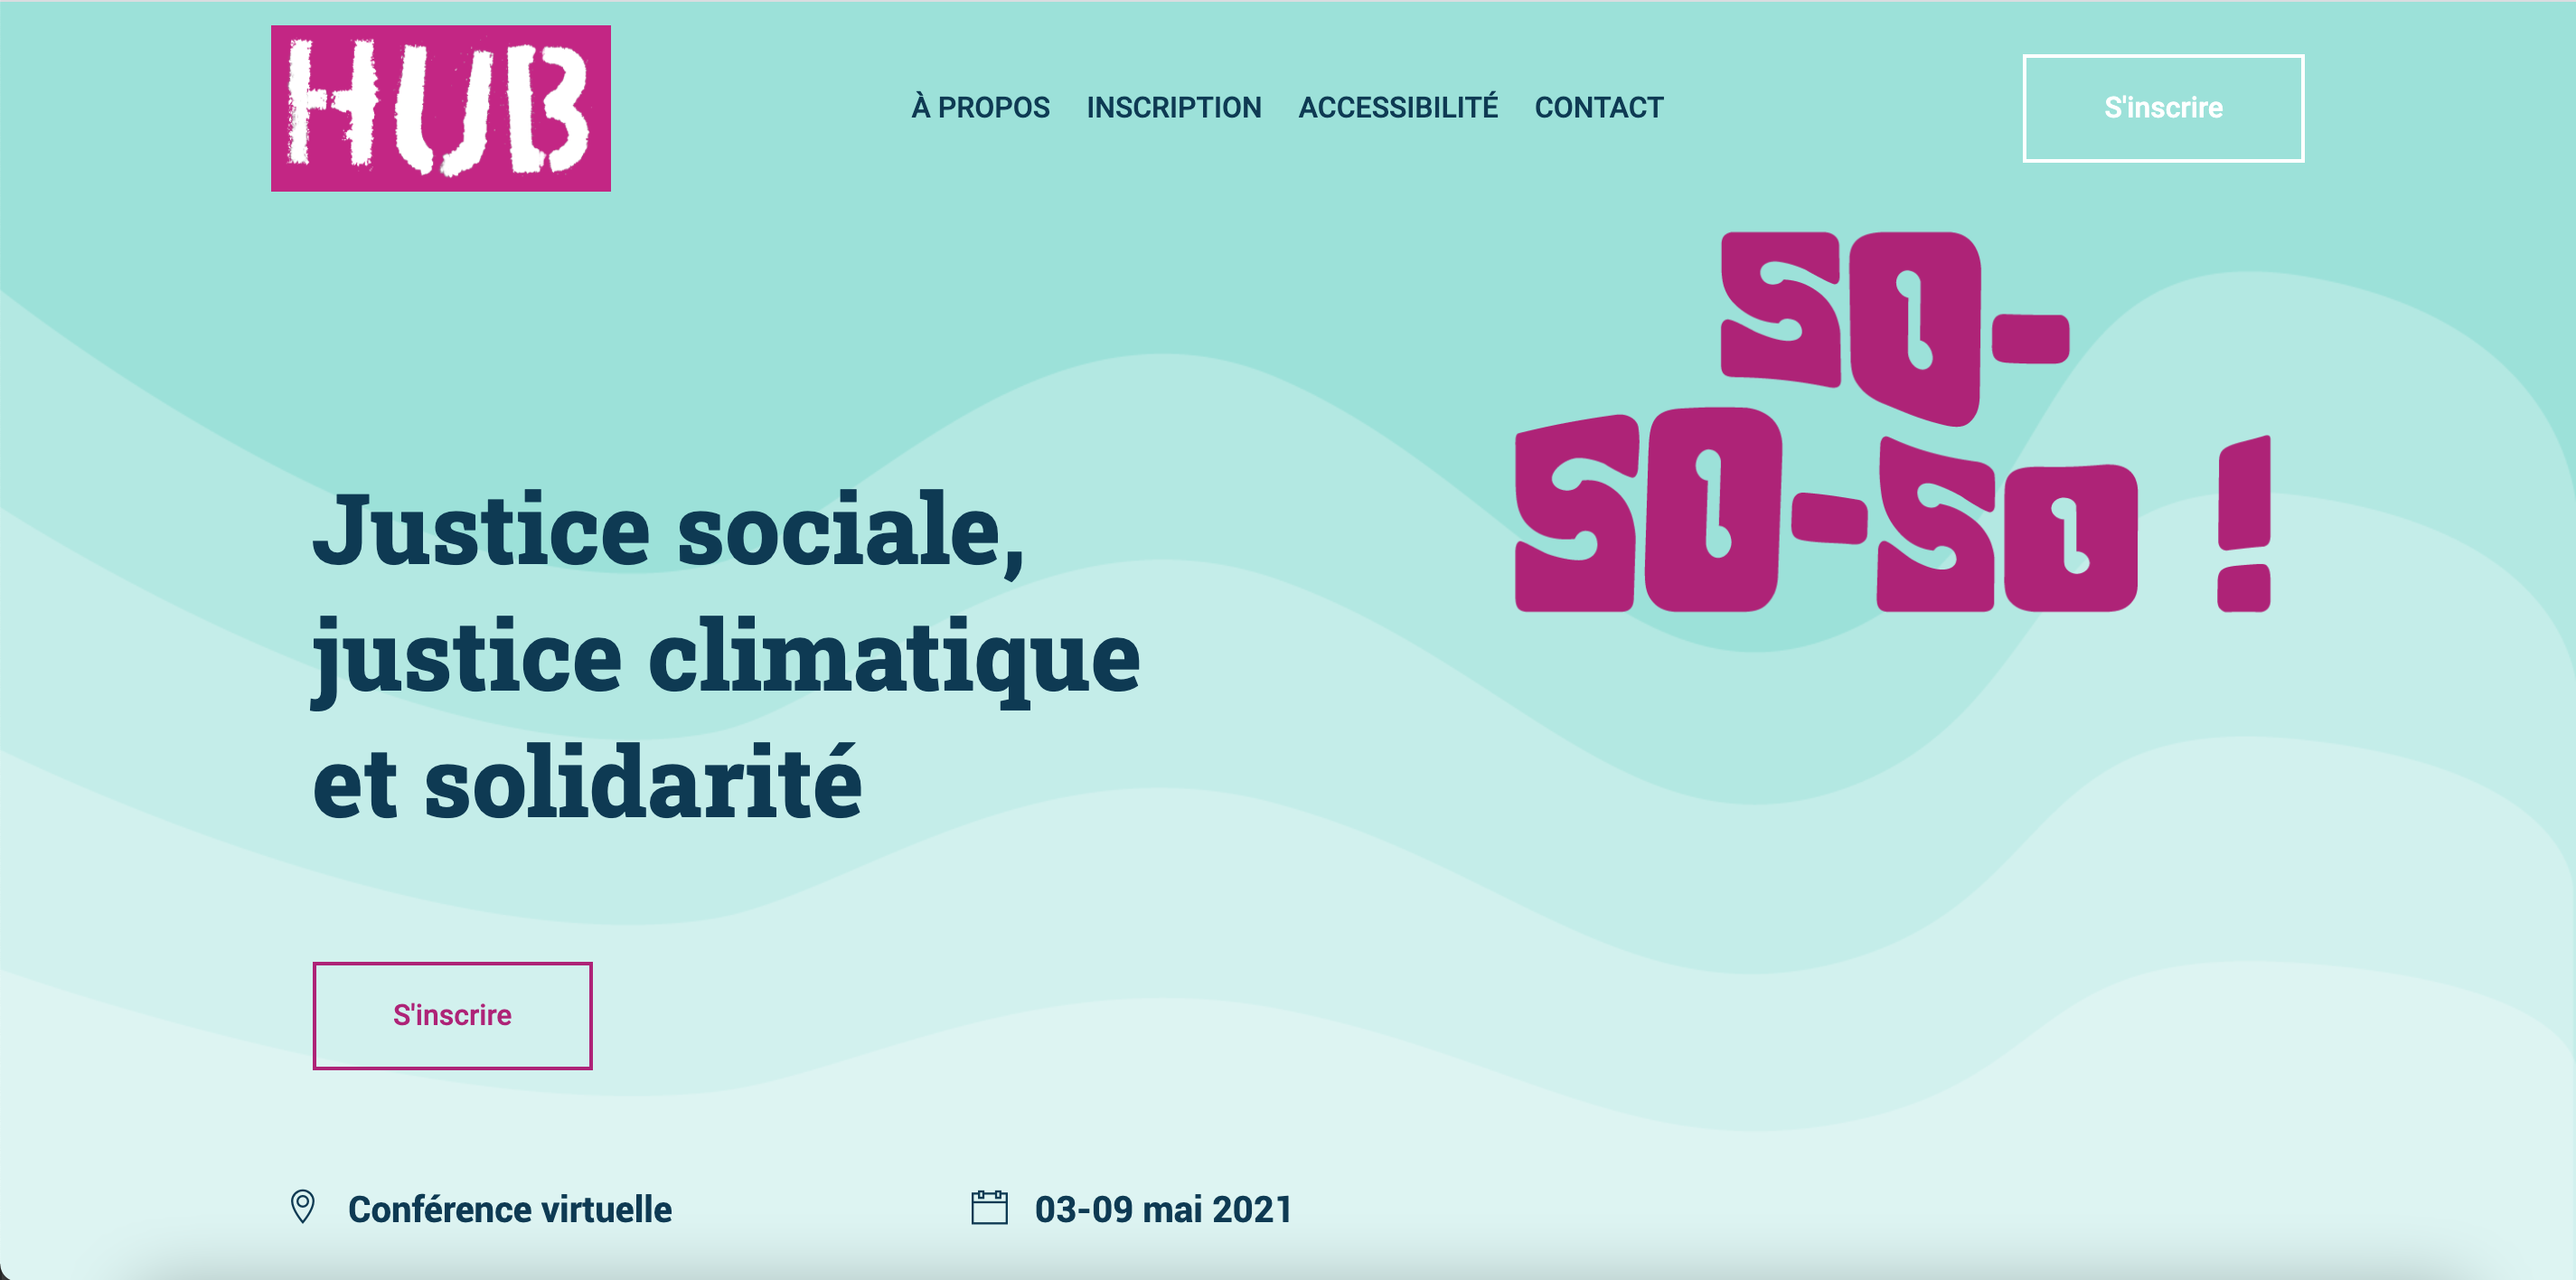 HUB
À PROPOS INSCRIPTION ACCESSIBILITÉ CONTACT
S'inscrire
SO-
SO-SO !
Justice sociale,
justice climatique
et solidarité
S'inscrire
Conférence virtuelle
03-09 mai 2021